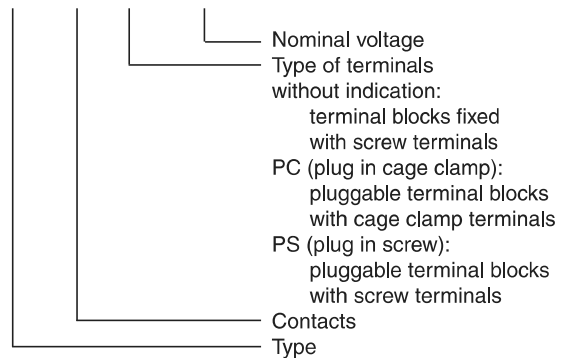 Nominal voltage
Type of terminals
without indication:
terminal blocks fixed
with screw terminals
PC (plug in cage clamp):
pluggable terminal blocks
with cage clamp terminals
PS (plug in screw):
pluggable terminal blocks
with screw terminals
Contacts
Type